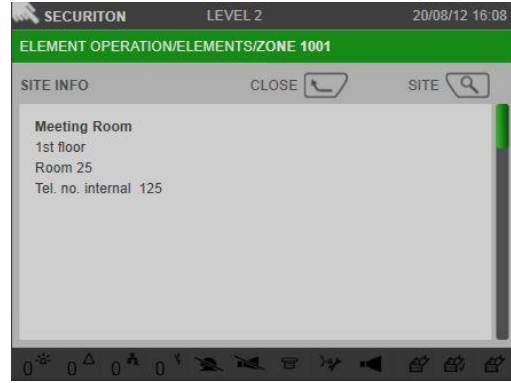 SECURITON LEVEL 2 20/08/12 16:08
ELEMENT OPERATION/ELEMENTS/ZONE 1001
SITE INFO CLOSE SITE
Meeting Room
1st floor
Room 25
Tel. no. internal 125
0 0 0 0